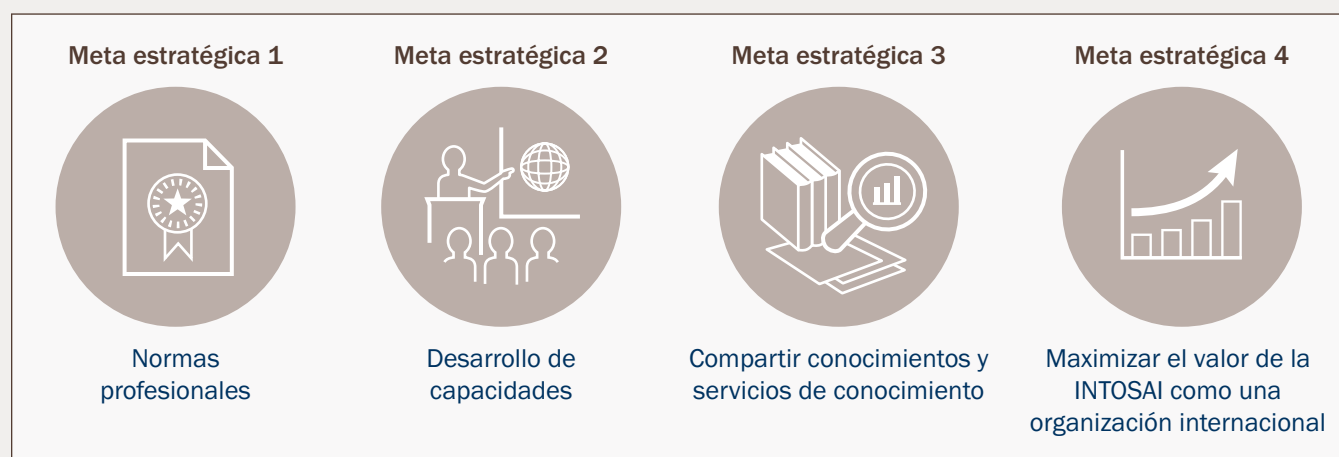 Meta estratégica 1
Normas
profesionales
Meta estratégica 2
Desarrollo de
capacidades
Meta estratégica 3
Compartir conocimientos y
servicios de conocimiento
Meta estratégica 4
Maximizar el valor de la
INTOSAI como una
organización internacional